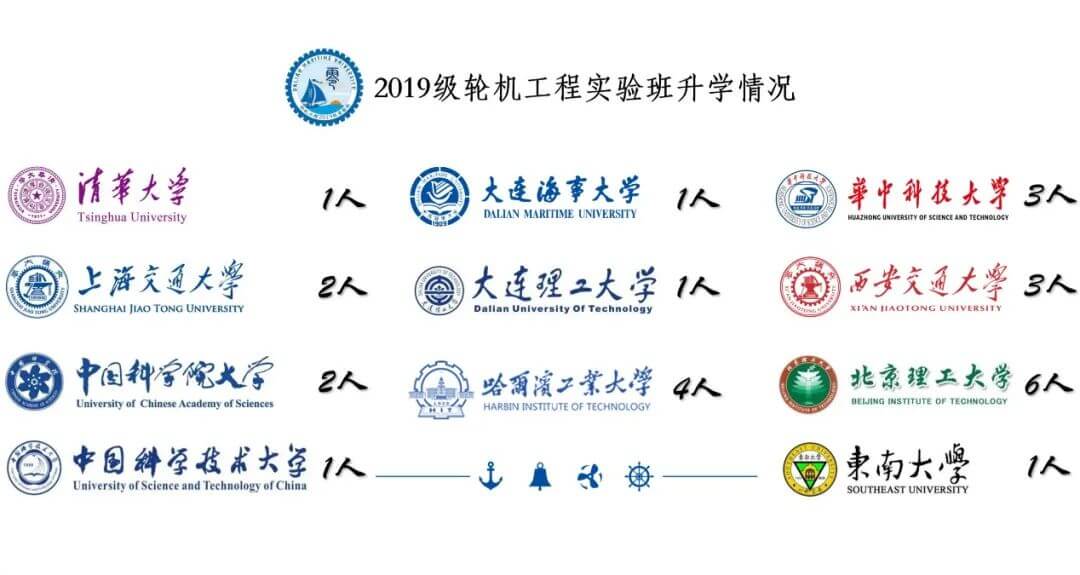 DALIAN MARITIME UNIVERSITY
2019级轮机工程实验班升学情况
清華大学
Tsinghua University
1人
大连海事大学
DALIAN MARITIME UNIVERSITY
1909
1人
華中科技大學
HUAZHONG UNIVERSITY OF SCIENCE AND TECHNOLOGY
3人
上海交通大學
SHANGHAI JIAO TONG UNIVERSITY
2人
大连理工大学
Dalian University Of Technology
1人
西安交通大學
XI'AN JIAOTONG UNIVERSITY
3人
中国科学院大学
University of Chinese Academy of Sciences
2人
哈爾濱工業大學
HARBIN INSTITUTE OF TECHNOLOGY
HIT
4人
北京理工大学
BEIJING INSTITUTE OF TECHNOLOGY
6人
中国科学技术大学
University of Science and Technology of China
1人
東南大學
SOUTHEAST UNIVERSITY
1人